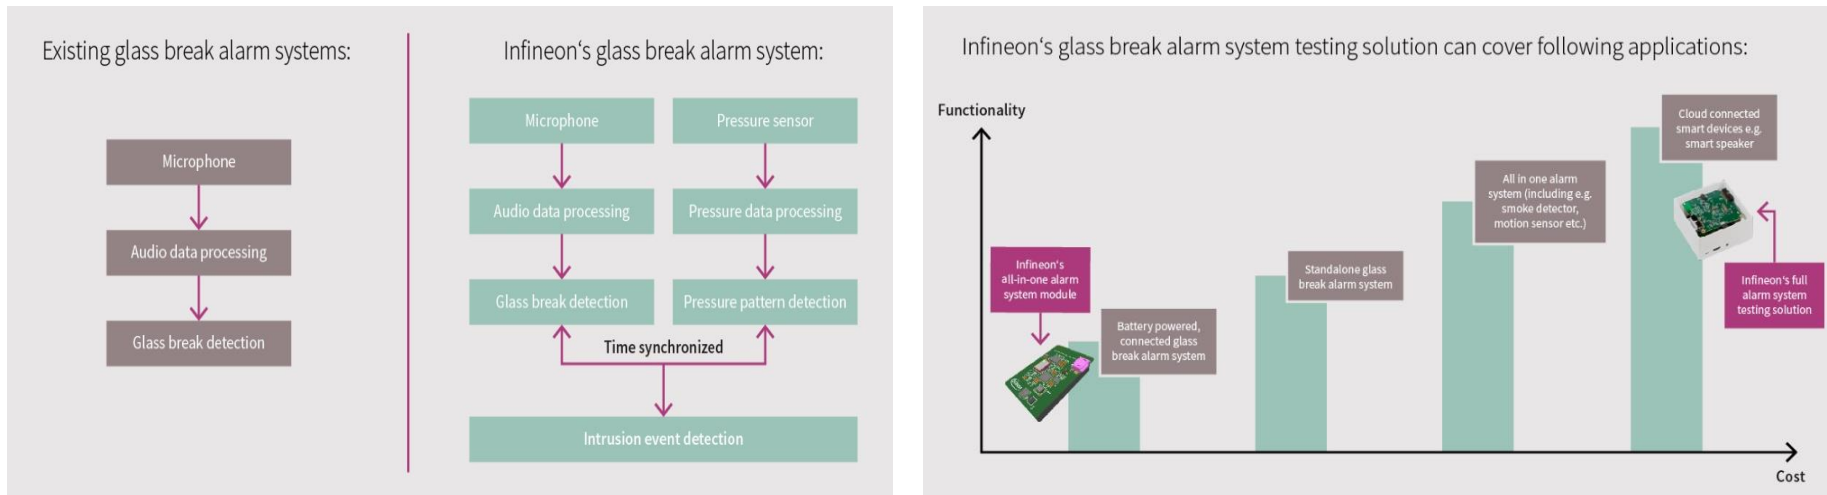 Existing glass break alarm systems:
Microphone
Audio data processing
Glass break detection
Infineon‘s glass break alarm system:
Microphone
Pressure sensor
Audio data processing
Pressure data processing
Glass break detection
Pressure pattern detection
Time synchronized
Intrusion event detection
Infineon‘s glass break alarm system testing solution can cover following applications:
Functionality
Infineon‘s
all-in-one alarm
system module
Battery powered,
connected glass
break alarm system
Standalone glass
break alarm system
All in one alarm
system (including e.g.
smoke detector,
motion sensor etc.)
Cloud connected
smart devices e.g.
smart speaker
Infineon‘s full
alarm system
testing solution
Cost